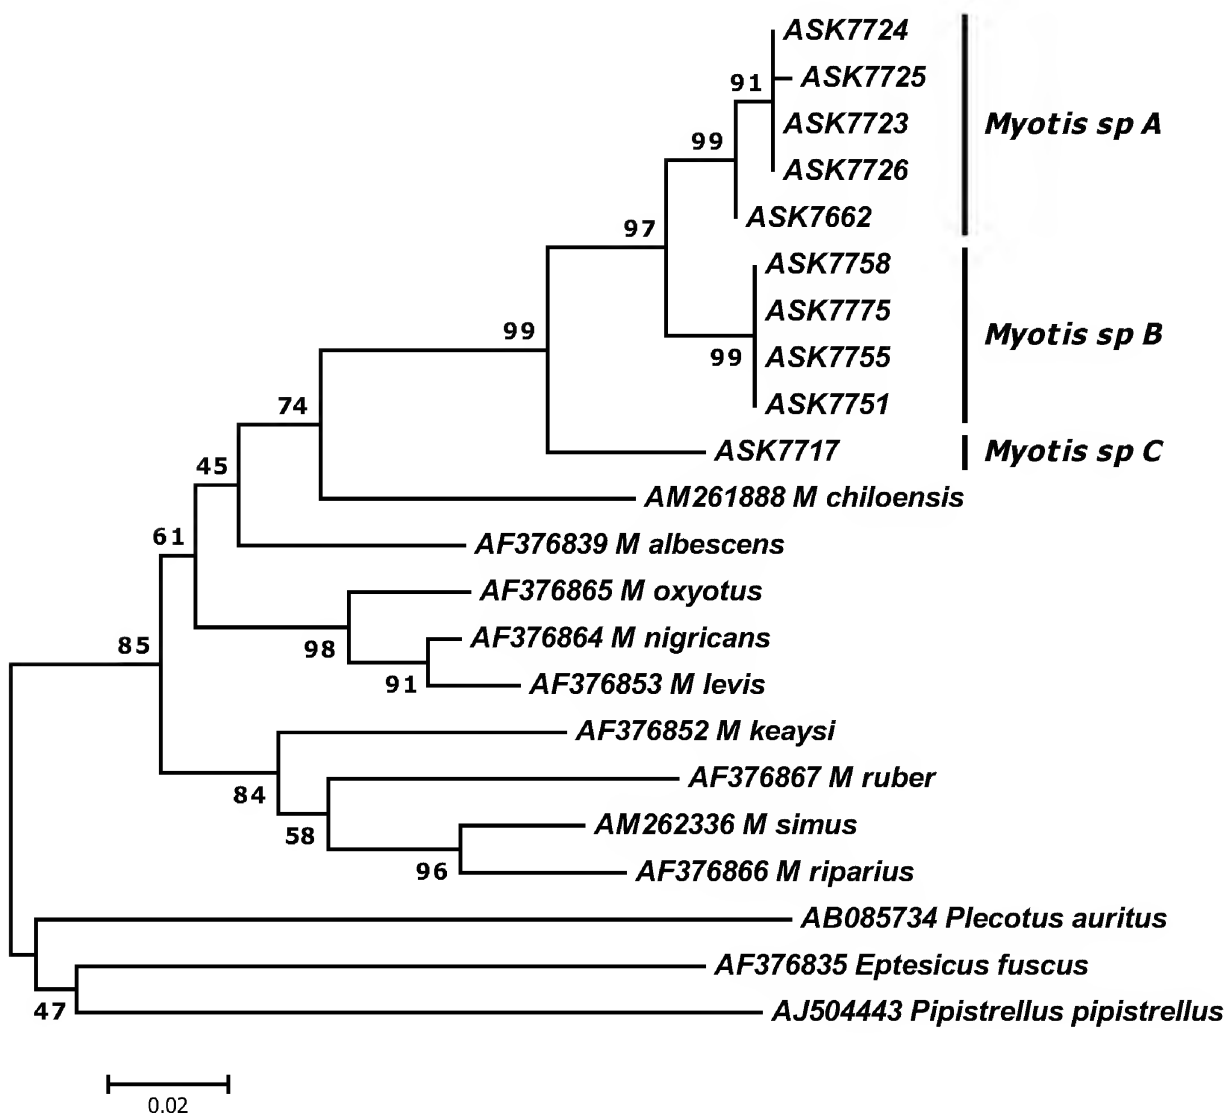 ASK7724
91
ASK7725
99
ASK7723
Myotis sp A
ASK7726
ASK7662
97
ASK7758
ASK7775
99
Myotis sp B
99
ASK7755
74
ASK7751
45
ASK7717
Myotis sp C
AM261888 M chiloensis
61
AF376839 M albescens
AF376865 M oxyotus
85
98
AF376864 M nigricans
91
AF376853 M levis
AF376852 M keaysi
84
AF376867 M ruber
58
AM262336 M simus
96
AF376866 M riparius
AB085734 Plecotus auritus
AF376835 Eptesicus fuscus
47
AJ504443 Pipistrellus pipistrellus
0.02